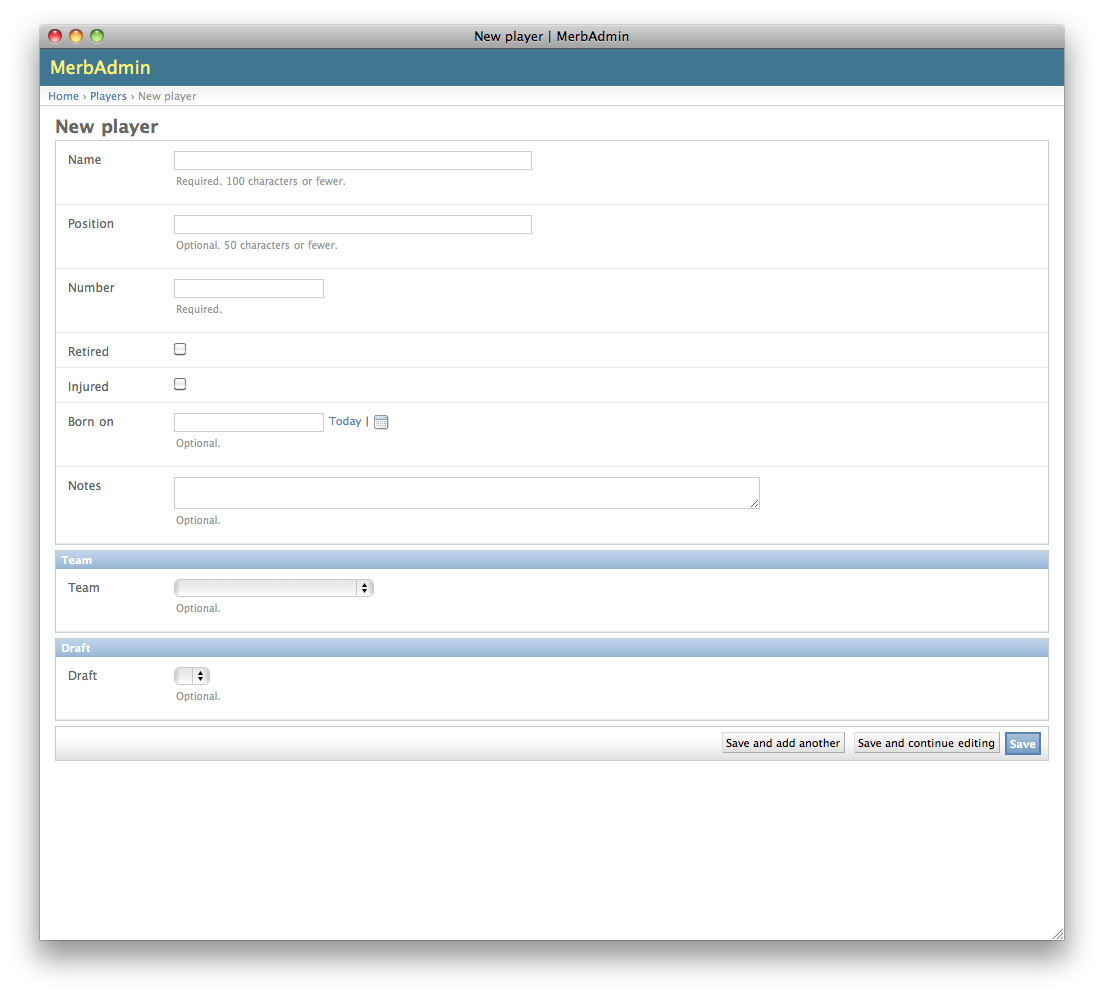 New player | MerbAdmin
MerbAdmin
Home › Players › New player
New player
Name
Required. 100 characters or fewer.
Position
Optional. 50 characters or fewer.
Number
Required.
Retired
Injured
Born on Today |
Optional.
Notes
Optional.
Team
Team
Optional.
Draft
Draft
Optional.
Save and add another Save and continue editing Save